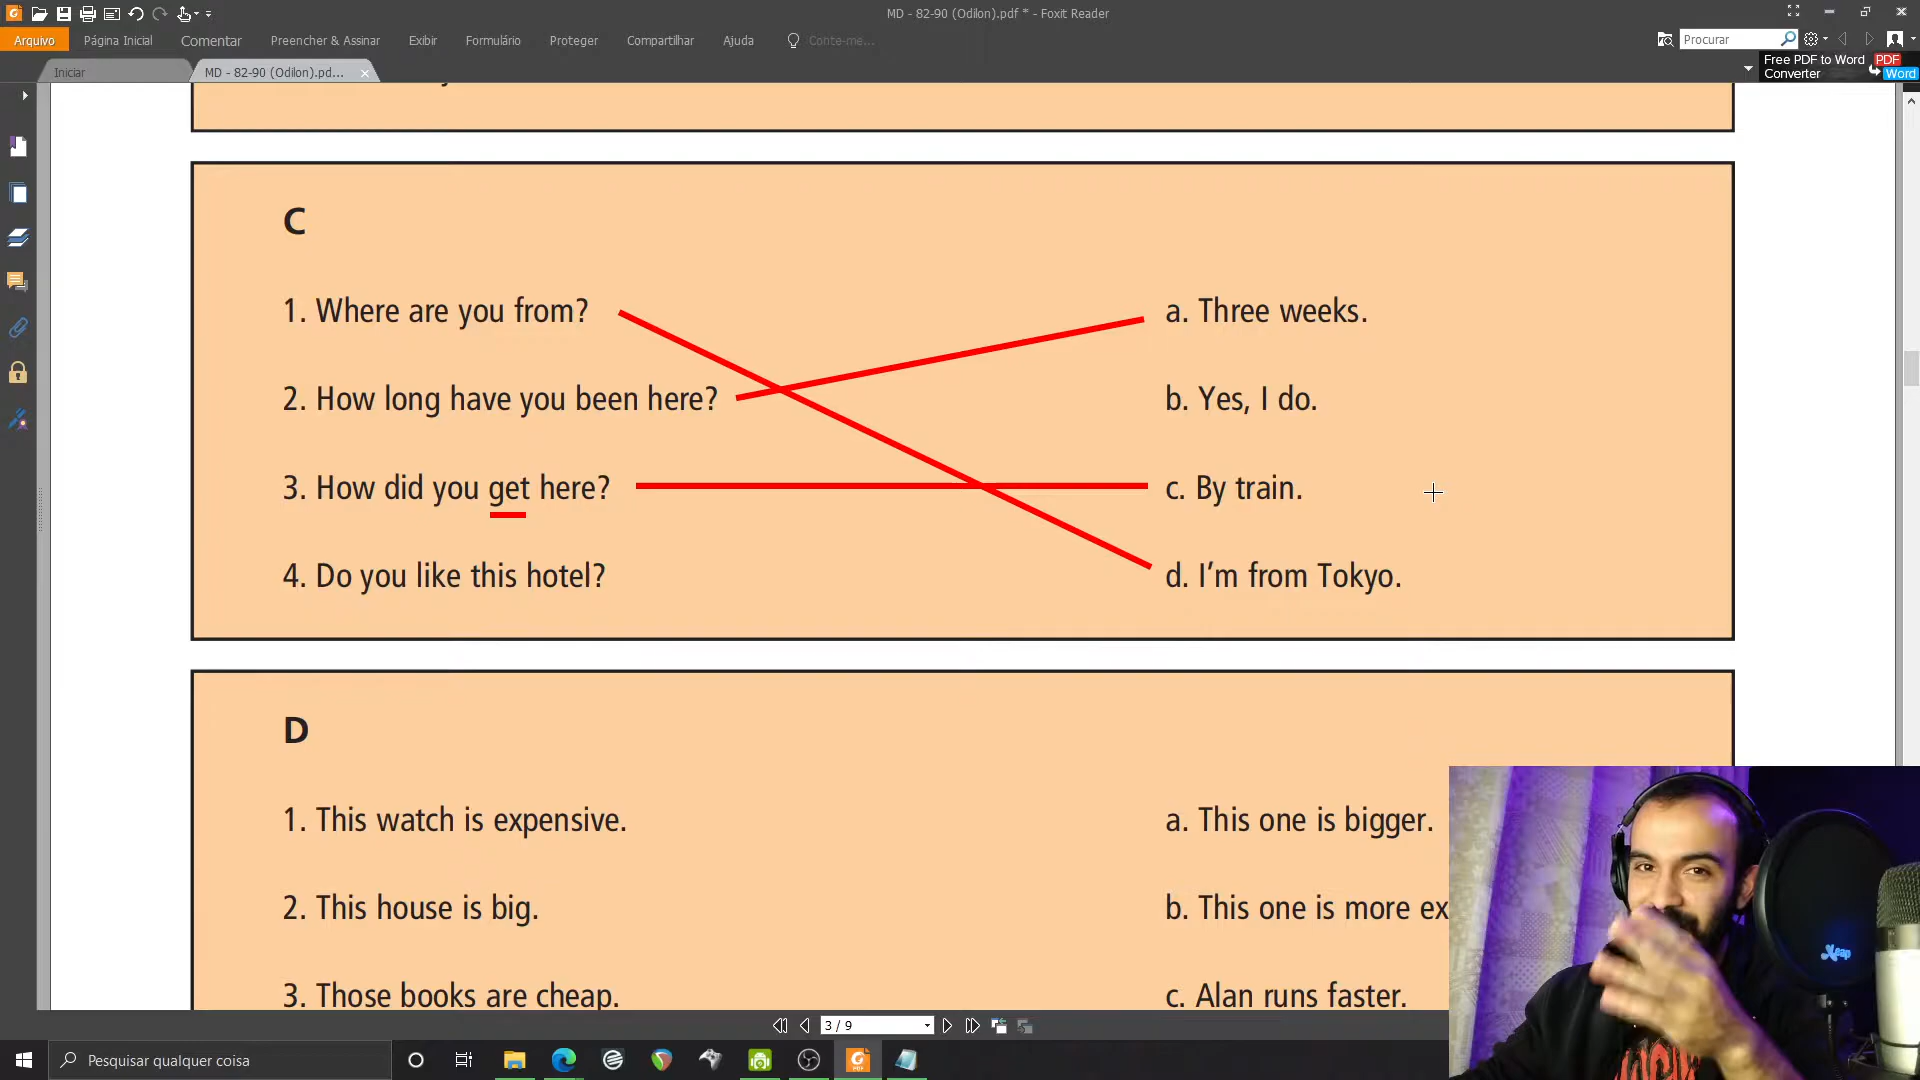 MD - 82-90 (Odilon).pdf * - Foxit Reader
Arquivo Página Inicial Comentar Preencher & Assinar Exibir Formulário Proteger Compartilhar Ajuda Conte-me... Procurar
Iniciar MD - 82-90 (Odilon).pd... Free PDF to Word Converter PDF Word
C
1. Where are you from? a. Three weeks.
2. How long have you been here? b. Yes, I do.
3. How did you get here? c. By train.
4. Do you like this hotel? d. I'm from Tokyo.
D
1. This watch is expensive. a. This one is bigger.
2. This house is big. b. This one is more ex
3. Those books are cheap. c. Alan runs faster.
3 / 9
Pesquisar qualquer coisa